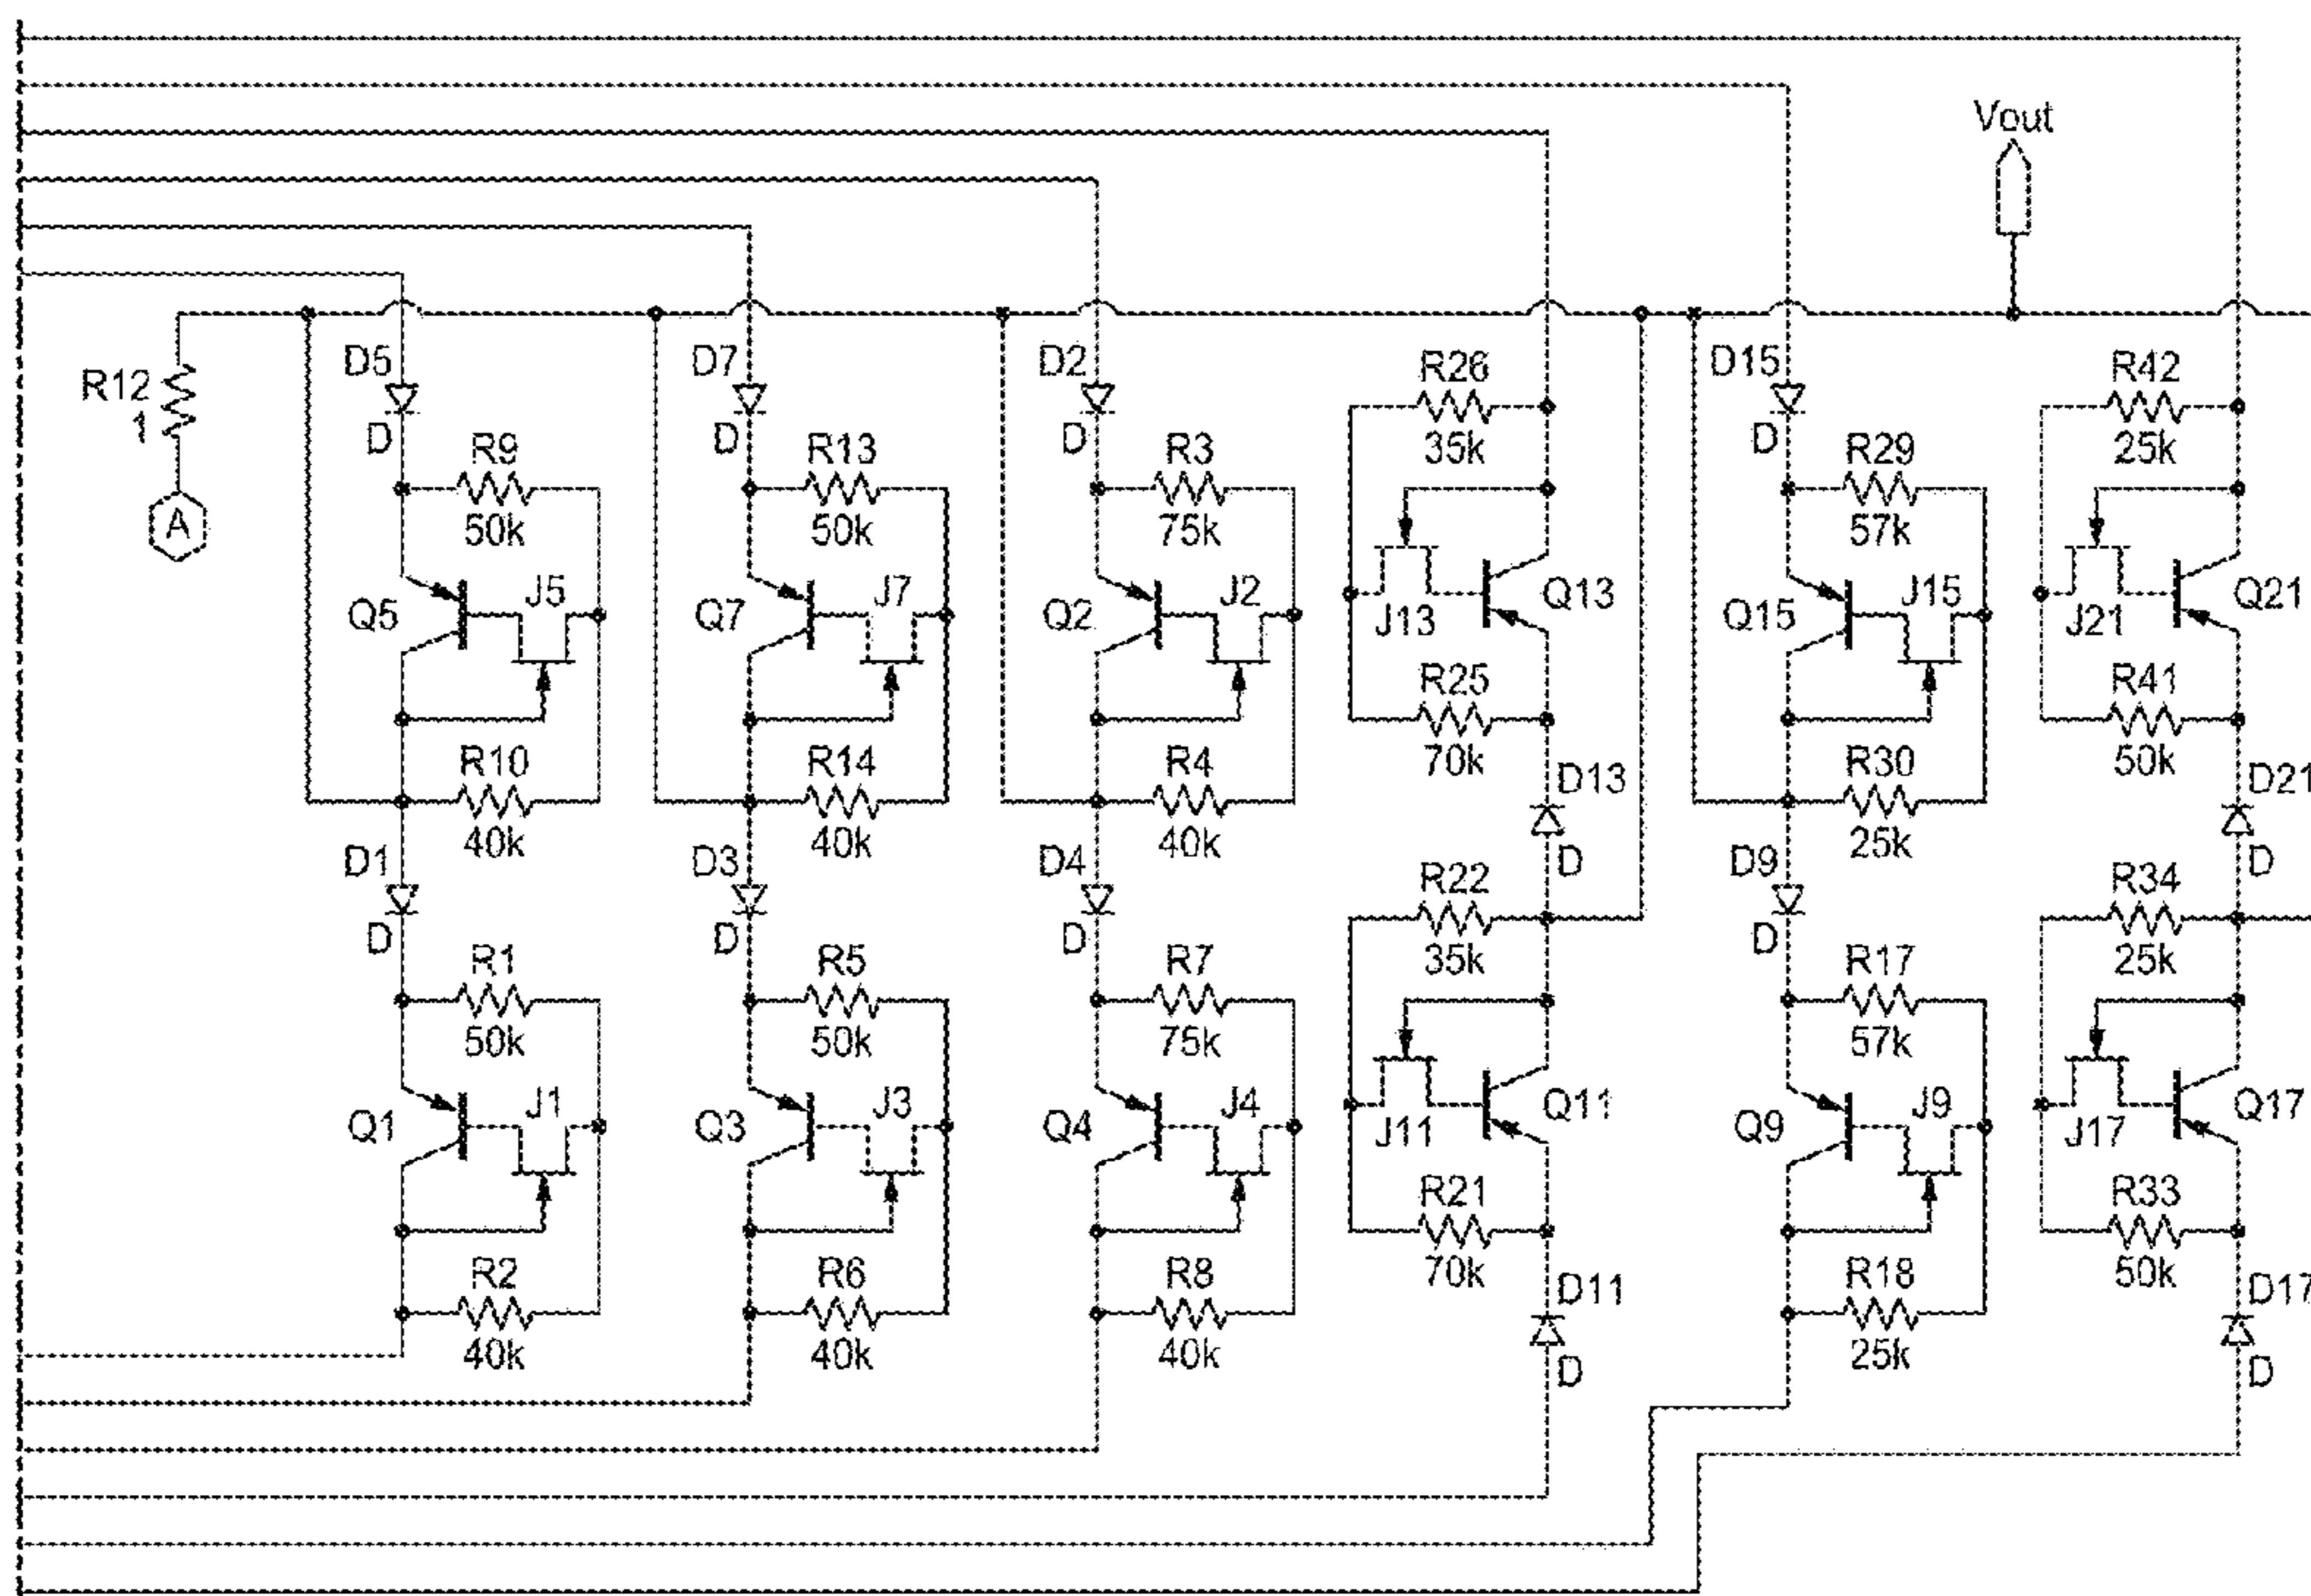 Vout
D5
D7
D2
R26
D15
R42
R12
1
D
D
D
35k
D
25k
R9
R13
R3
R29
50k
50k
75k
57k
A
Q5
J5
Q7
J7
Q2
J2
J13
Q13
Q15
J15
J21
Q21
R25
R41
70k
50k
R10
R14
R4
D13
R30
D21
40k
40k
40k
D
25k
D
D1
D3
D4
R22
D9
R34
D
D
D
35k
D
25k
R1
R5
R7
R17
50k
50k
75k
57k
Q1
J1
Q3
J3
Q4
J4
J11
Q11
Q9
J9
J17
Q17
R21
R33
70k
50k
R2
R6
R8
D11
R18
D17
40k
40k
40k
D
25k
D